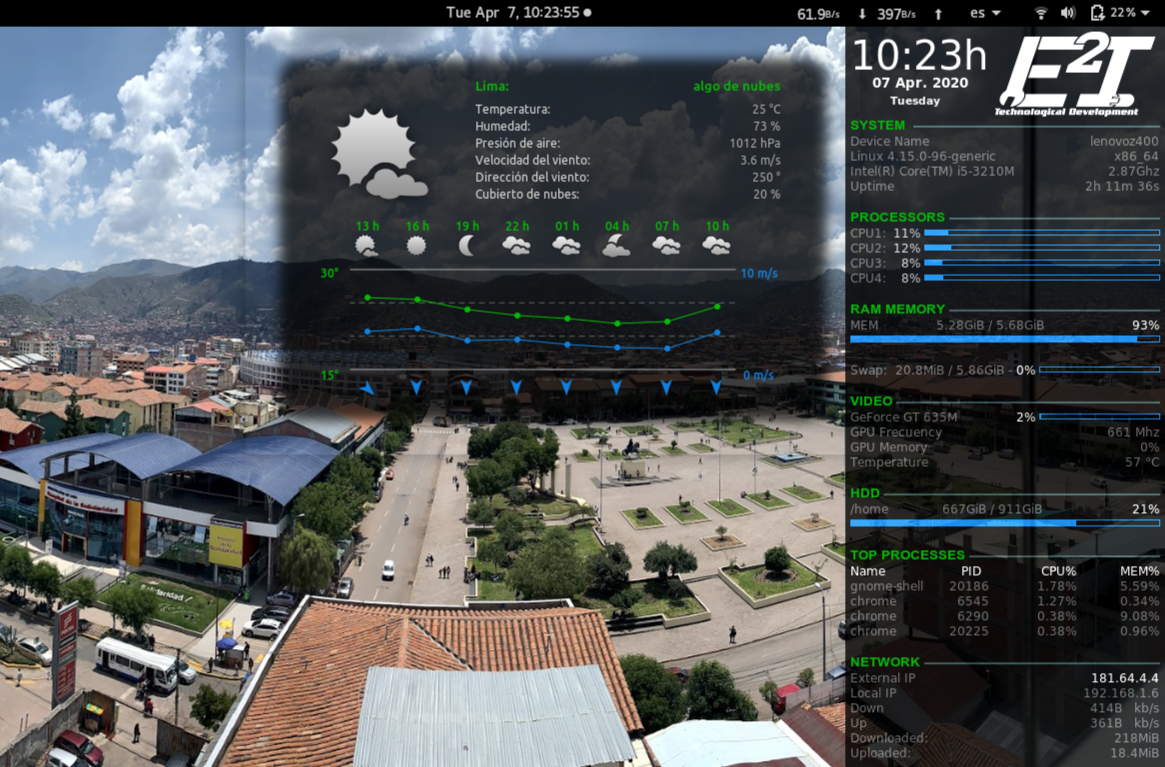 Tue Apr 7, 10:23:55
61.9B/s 397B/s es 22%
Lima: algo de nubes
Temperatura: 25 °C
Humedad: 73 %
Presión de aire: 1012 hPa
Velocidad del viento: 3.6 m/s
Dirección del viento: 250 °
Cubierto de nubes: 20 %
13 h 16 h 19 h 22 h 01 h 04 h 07 h 10 h
30° 10 m/s
15° 0 m/s
10:23h
07 Apr. 2020
Tuesday
E2T
Technological Development
SYSTEM
Device Name lenovoz400
Linux 4.15.0-96-generic x86_64
Intel(R) Core(TM) i5-3210M 2.87Ghz
Uptime 2h 11m 36s
PROCESSORS
CPU1: 11%
CPU2: 12%
CPU3: 8%
CPU4: 8%
RAM MEMORY
MEM 5.28GiB / 5.68GiB 93%
Swap: 20.8MiB / 5.86GiB - 0%
VIDEO
GeForce GT 635M 2%
GPU Frecuency 661 Mhz
GPU Memory 0%
Temperature 57 °C
HDD
/home 667GiB / 911GiB 21%
TOP PROCESSES
Name PID CPU% MEM%
gnome-shell 20186 1.78% 5.59%
chrome 6545 1.27% 0.34%
chrome 6290 0.38% 9.08%
chrome 20225 0.38% 0.96%
NETWORK
External IP 181.64.4.4
Local IP 192.168.1.6
Down 414B kb/s
Up 361B kb/s
Downloaded: 218MiB
Uploaded: 18.4MiB
Hospital de la Solidaridad